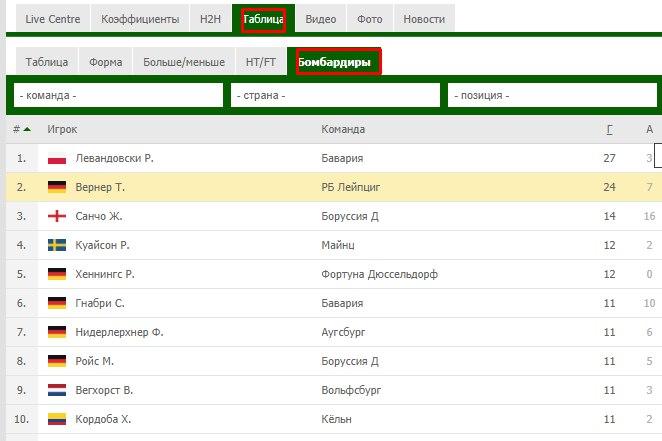 Live Centre Коэффициенты H2H Таблица Видео Фото Новости
Таблица Форма Больше/меньше HT/FT Бомбардиры
- команда - - страна - - позиция -
# Игрок Команда Г А
1. Левандовски Р. Бавария 27 3
2. Вернер Т. РБ Лейпциг 24 7
3. Санчо Ж. Боруссия Д 14 16
4. Куайсон Р. Майнц 12 2
5. Хеннингс Р. Фортуна Дюссельдорф 12 0
6. Гнабри С. Бавария 11 10
7. Нидерлерхнер Ф. Аугсбург 11 6
8. Ройс М. Боруссия Д 11 5
9. Вегхорст В. Вольфсбург 11 3
10. Кордоба Х. Кёльн 11 2